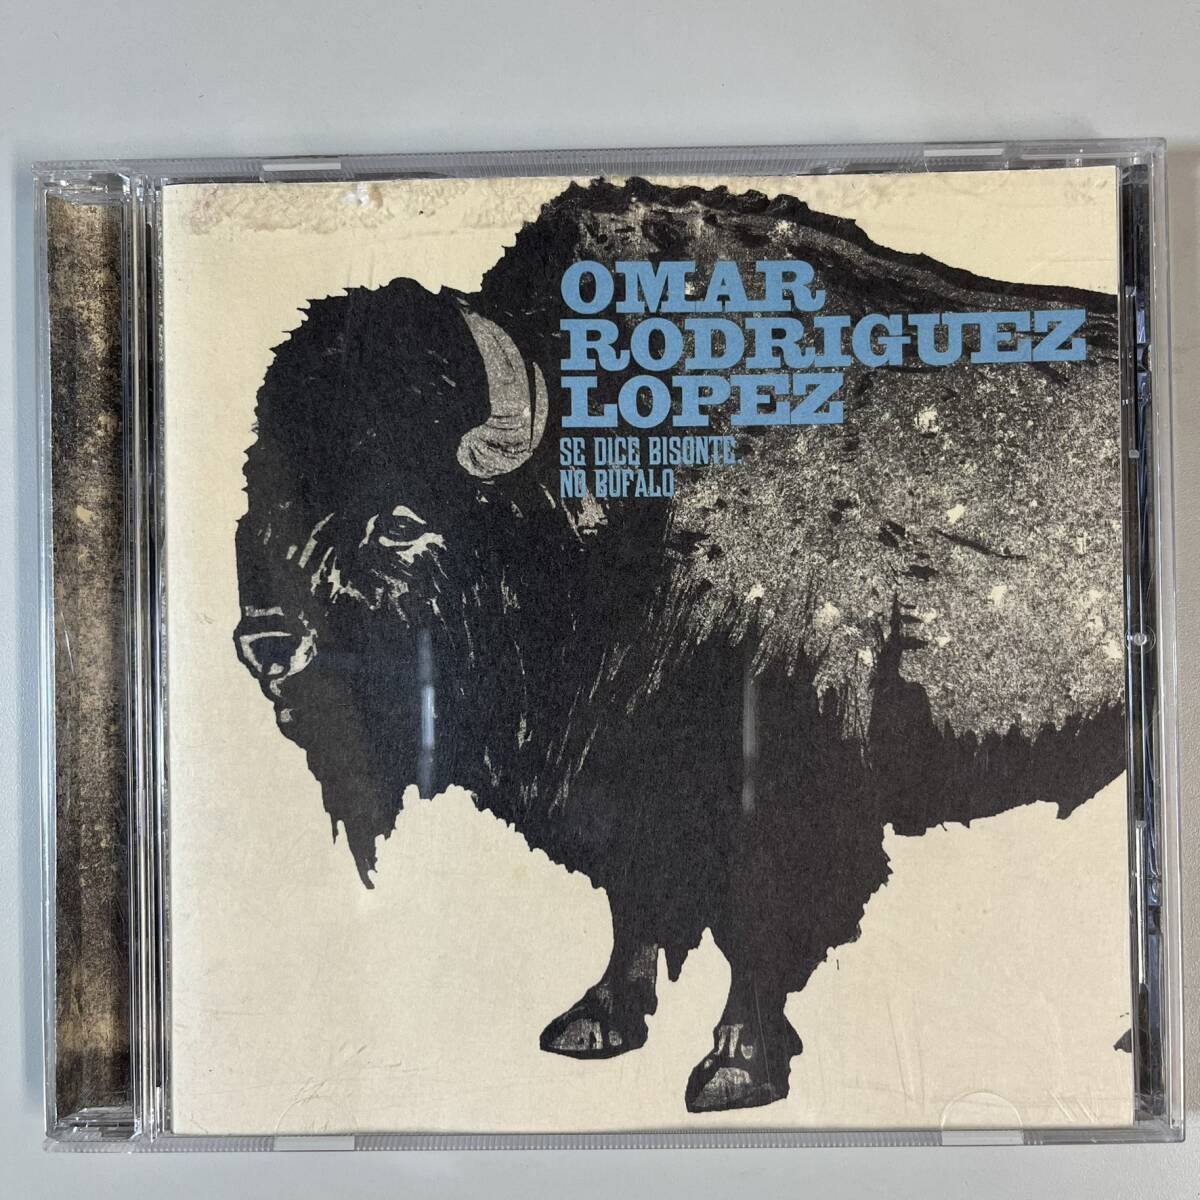 OMAR
RODRIGUEZ
LOPEZ
SE DICE BISONTE,
NO BÚFALO